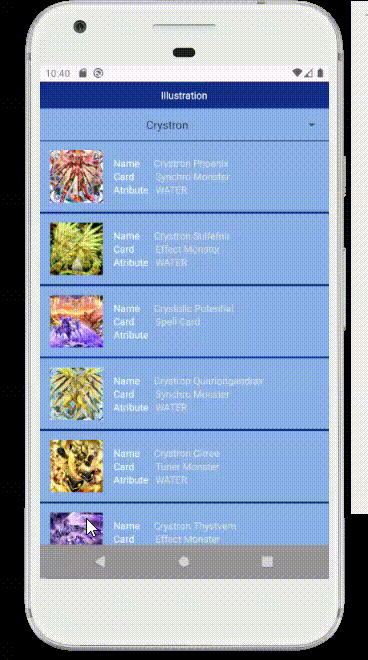 10:40
Illustration
Crystron
Name Crystron Phoenix
Card Synchro Monster
Atribute WATER
Name Crystron Sulfefna
Card Effect Monster
Atribute WATER
Name Crystolic Potential
Card Spell Card
Atribute
Name Crystron Quariongandrax
Card Synchro Monster
Atribute WATER
Name Crystron Citree
Card Tuner Monster
Atribute WATER
Name Crystron Thystvern
Card Effect Monster